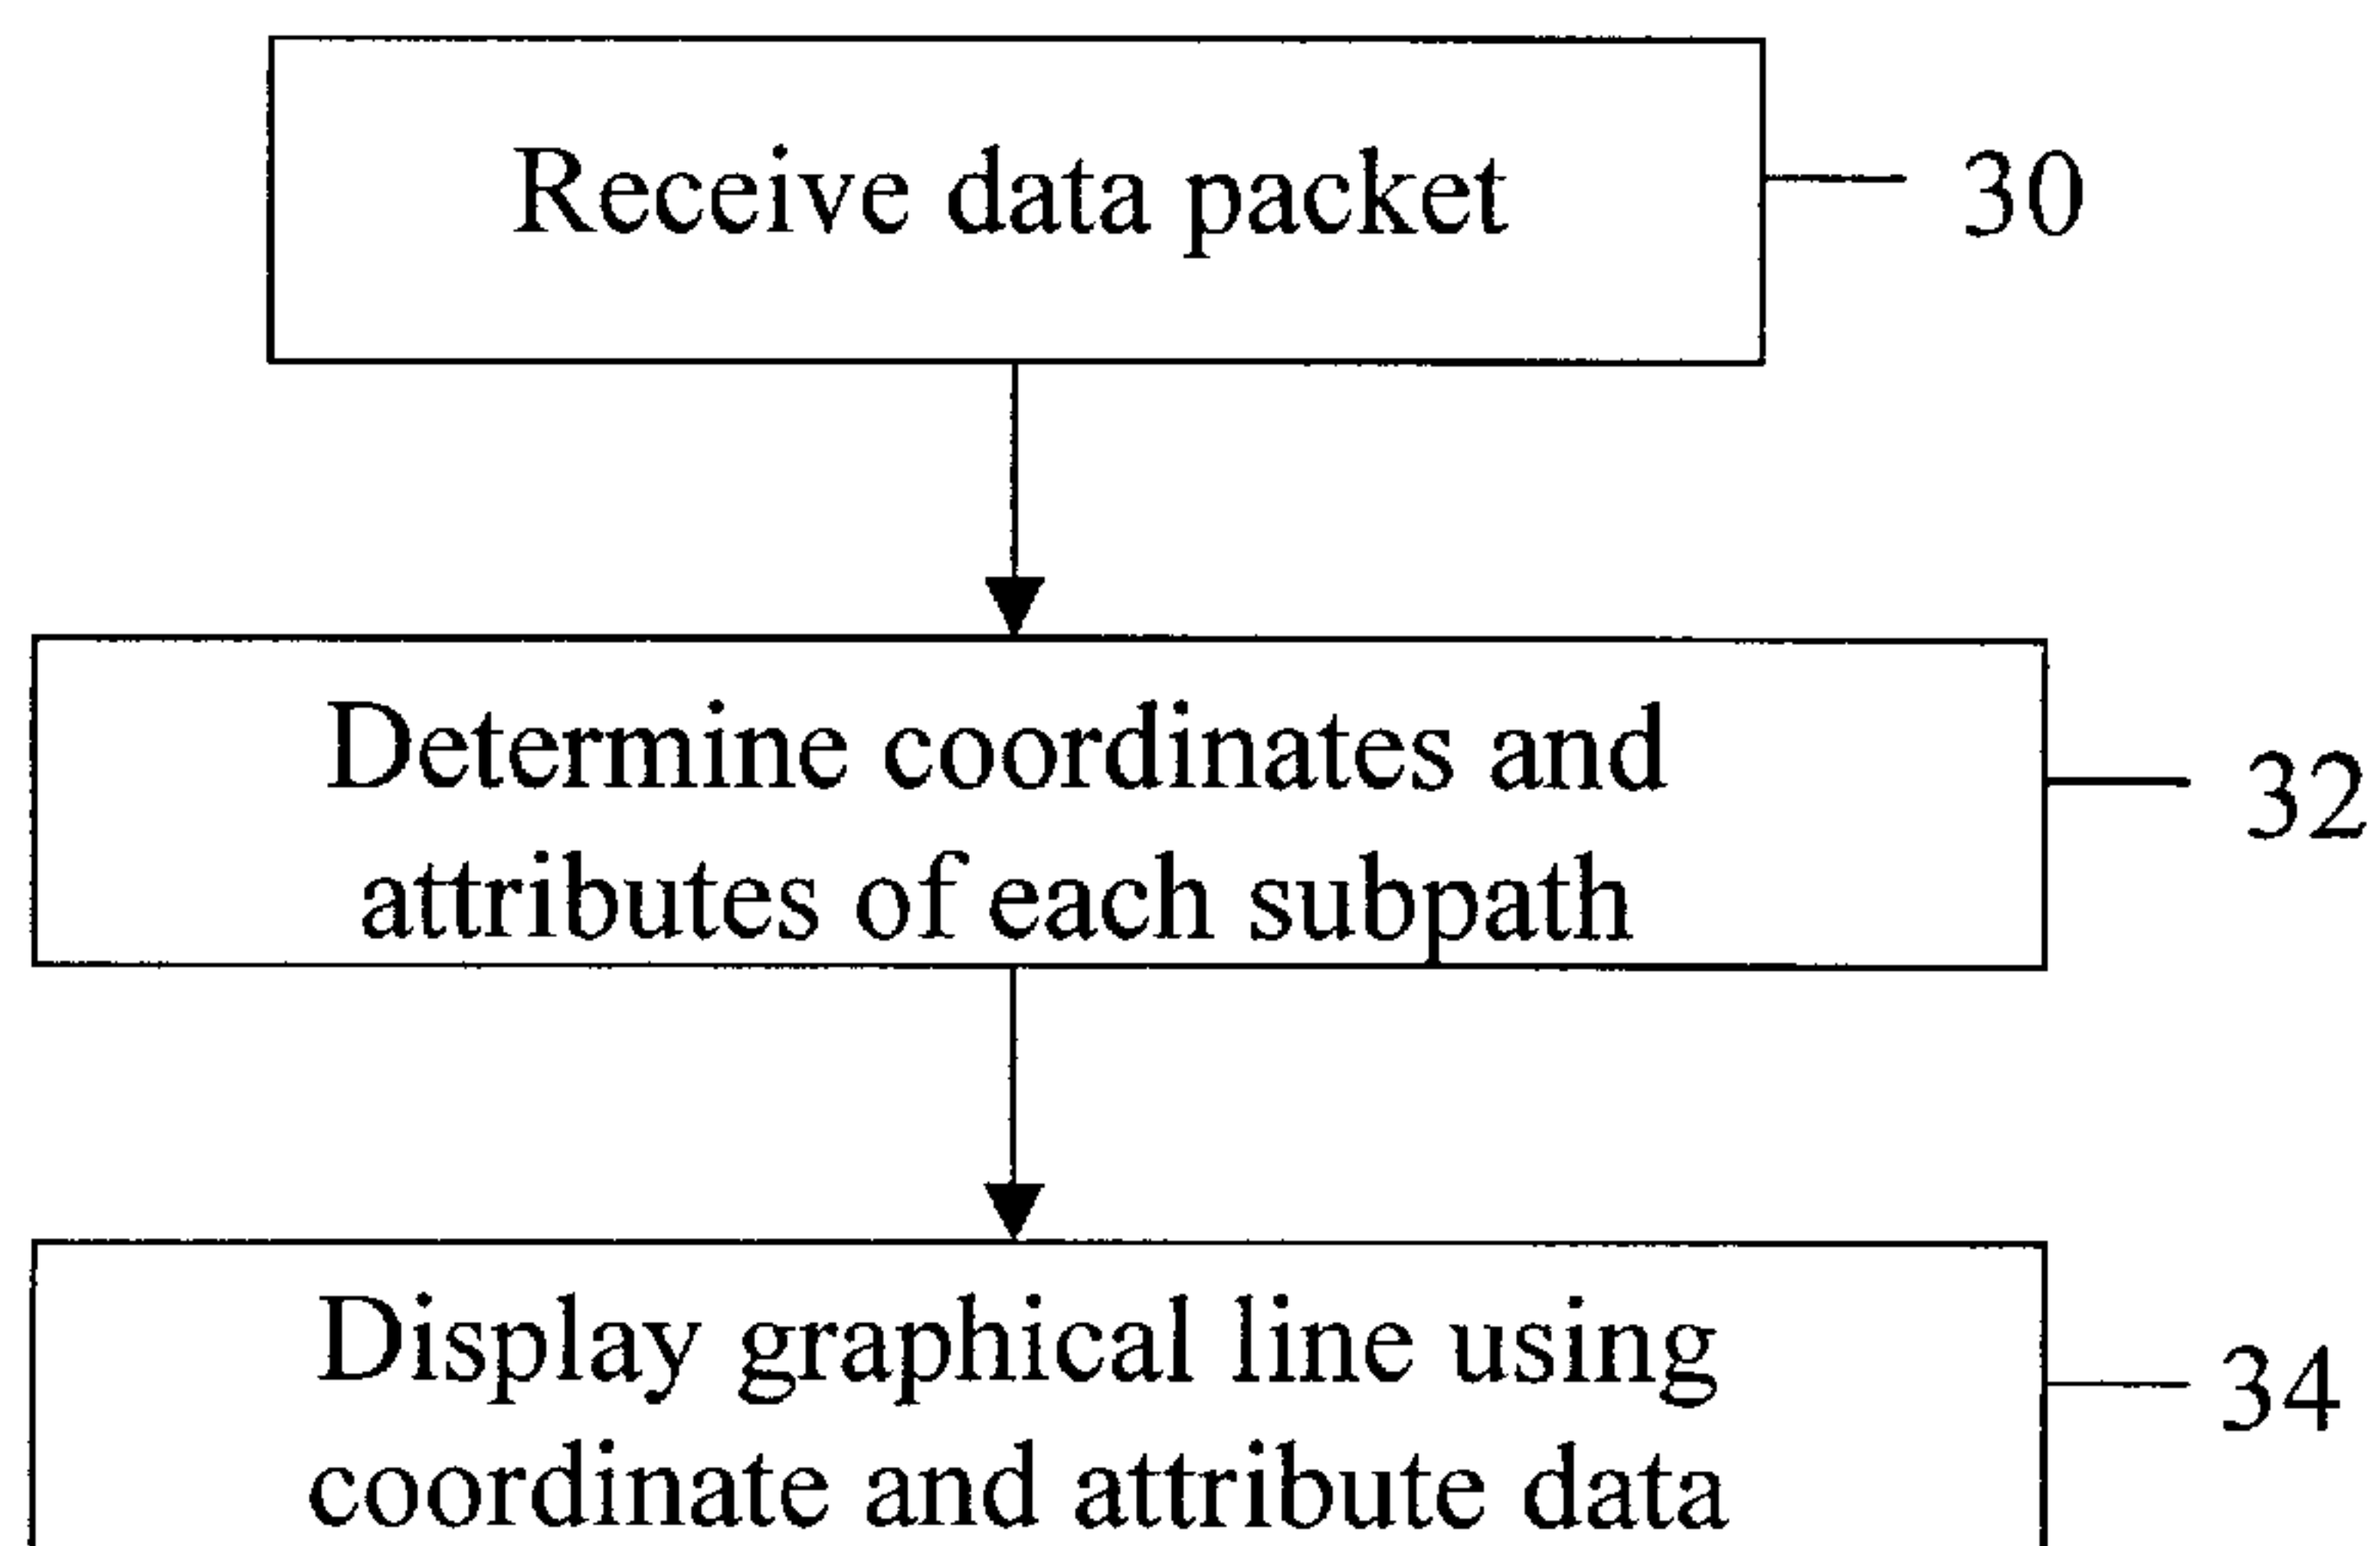 Receive data packet
30
Determine coordinates and
attributes of each subpath
32
Display graphical line using
coordinate and attribute data
34